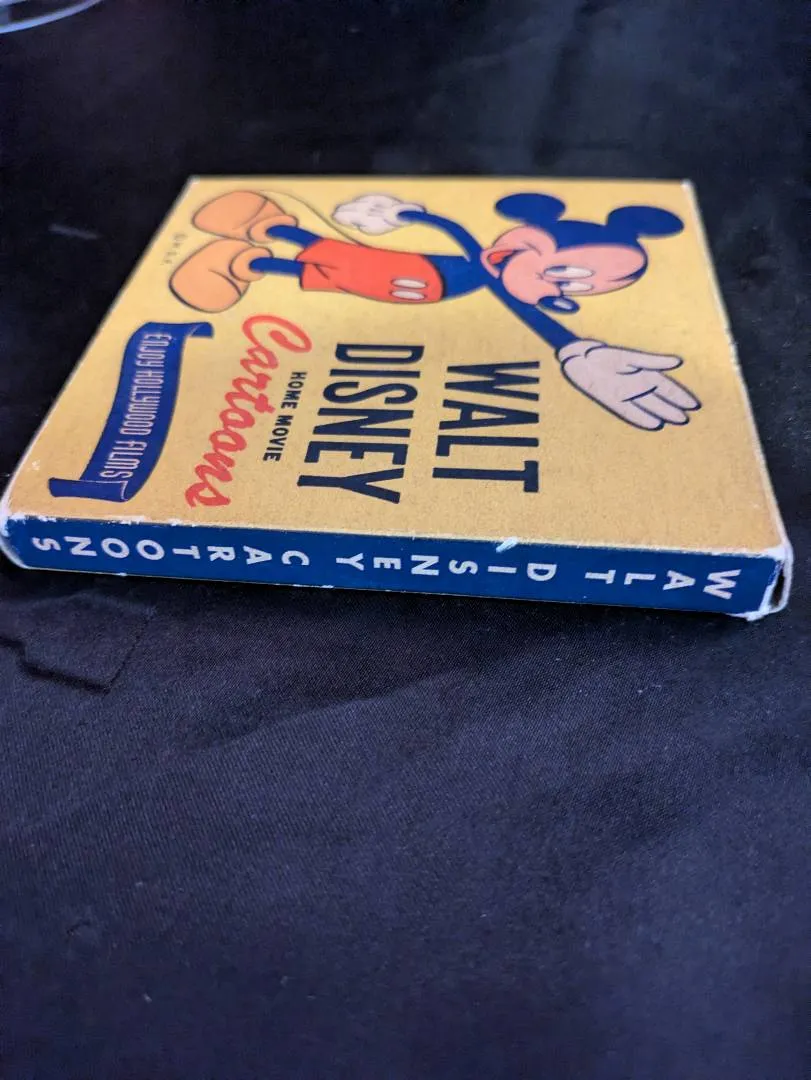 WALT
DISNEY
HOME MOVIE
Cartoons
ENJOY HOLLYWOOD FILMS
WALT DISNEY CARTOONS